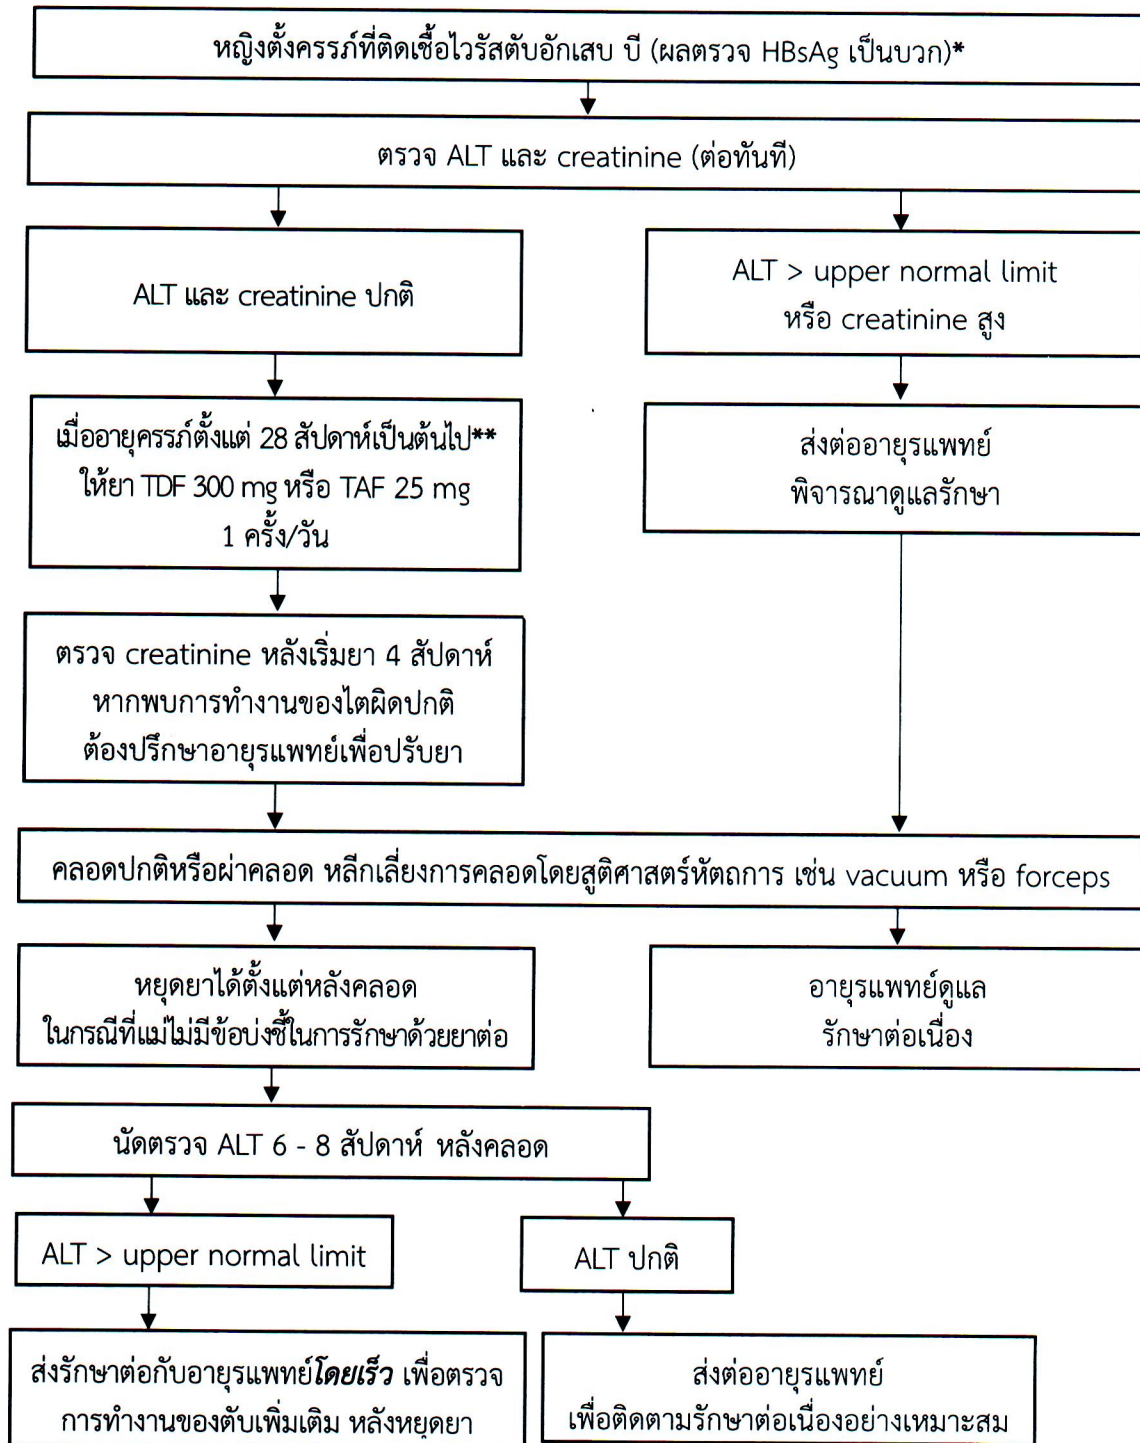 หญิงตั้งครรภ์ที่ติดเชื้อไวรัสตับอักเสบ บี (ผลตรวจ HBsAg เป็นบวก)*
ตรวจ ALT และ creatinine (ต่อทันที)
ALT และ creatinine ปกติ
ALT > upper normal limit
หรือ creatinine สูง
เมื่ออายุครรภ์ตั้งแต่ 28 สัปดาห์เป็นต้นไป**
ให้ยา TDF 300 mg หรือ TAF 25 mg
1 ครั้ง/วัน
ส่งต่ออายุรแพทย์
พิจารณาดูแลรักษา
ตรวจ creatinine หลังเริ่มยา 4 สัปดาห์
หากพบการทำงานของไตผิดปกติ
ต้องปรึกษาอายุรแพทย์เพื่อปรับยา
คลอดปกติหรือผ่าคลอด หลีกเลี่ยงการคลอดโดยสูติศาสตร์หัตถการ เช่น vacuum หรือ forceps
หยุดยาได้ตั้งแต่หลังคลอด
ในกรณีที่แม่ไม่มีข้อบ่งชี้ในการรักษาด้วยยาต่อ
อายุรแพทย์ดูแล
รักษาต่อเนื่อง
นัดตรวจ ALT 6 - 8 สัปดาห์ หลังคลอด
ALT > upper normal limit
ALT ปกติ
ส่งรักษาต่อกับอายุรแพทย์โดยเร็ว เพื่อตรวจ
การทำงานของตับเพิ่มเติม หลังหยุดยา
ส่งต่ออายุรแพทย์
เพื่อติดตามรักษาต่อเนื่องอย่างเหมาะสม